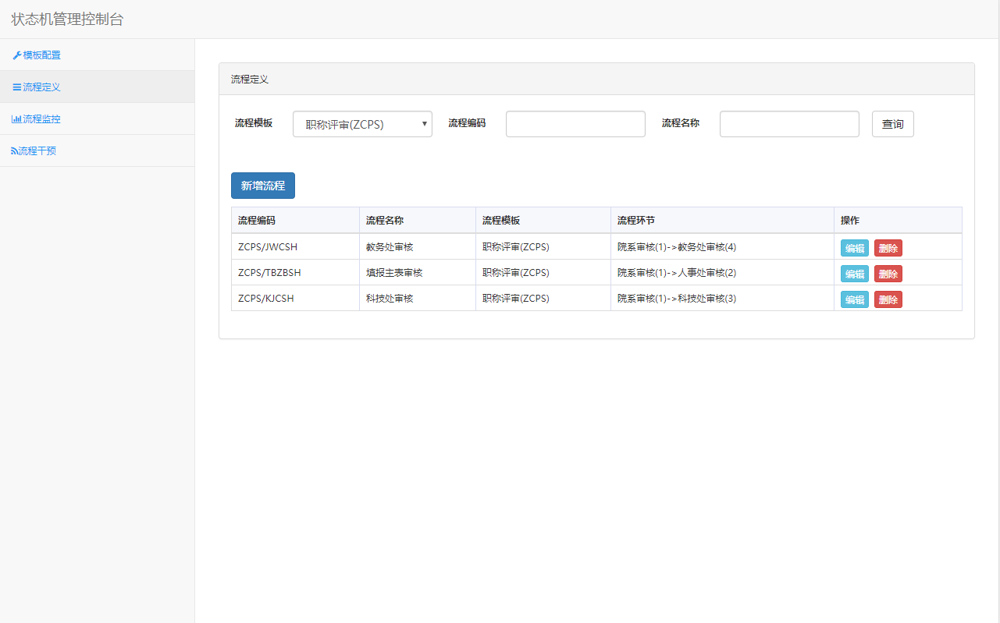 状态机管理控制台
模板配置
流程定义
流程监控
流程干预
流程定义
流程模板 职称评审(ZCPS) 流程编码 流程名称 查询
新增流程
流程编码 流程名称 流程模板 流程环节 操作
ZCPS/JWCSH 教务处审核 职称评审(ZCPS) 院系审核(1)->教务处审核(4) 编辑 删除
ZCPS/TBZBSH 填报主表审核 职称评审(ZCPS) 院系审核(1)->人事处审核(2) 编辑 删除
ZCPS/KJCSH 科技处审核 职称评审(ZCPS) 院系审核(1)->科技处审核(3) 编辑 删除